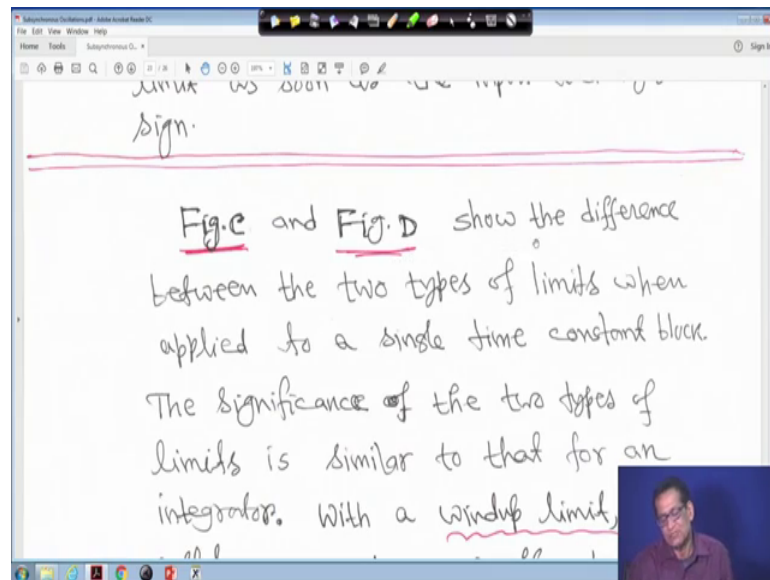 Subsynchronous Oscillations.pdf - Adobe Acrobat Reader DC
File Edit View Window Help
Home Tools Subsynchronous O... ×
Sign In
sign.
Fig.C and Fig.D show the difference
between the two types of limits when
applied to a single time constant block.
The significance of the two types of
limits is similar to that for an
integrator. With a windup limit,